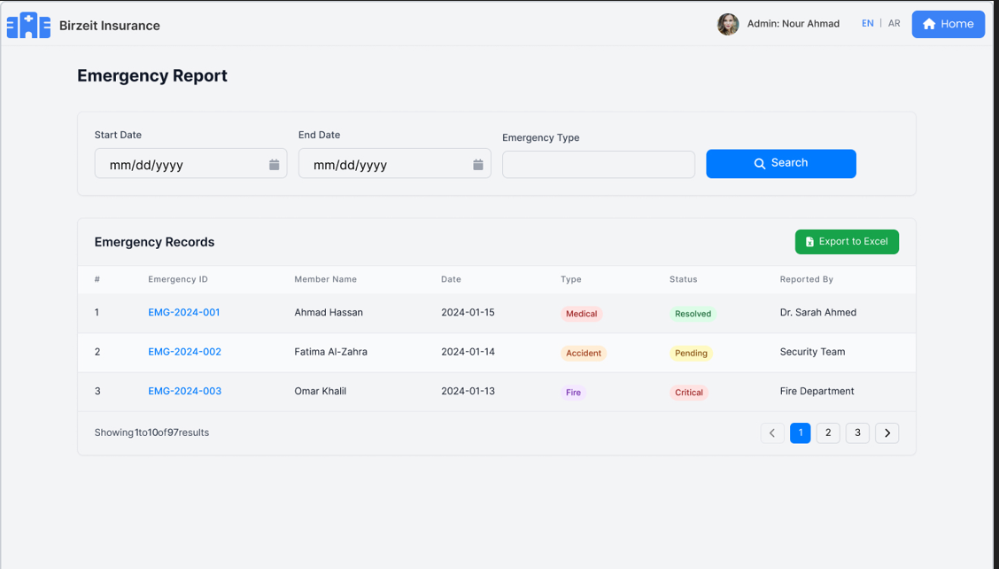 Birzeit Insurance
Admin: Nour Ahmad
EN | AR
Home
Emergency Report
Start Date
End Date
Emergency Type
mm/dd/yyyy
mm/dd/yyyy
Search
Emergency Records
Export to Excel
# Emergency ID Member Name Date Type Status Reported By
1 EMG-2024-001 Ahmad Hassan 2024-01-15 Medical Resolved Dr. Sarah Ahmed
2 EMG-2024-002 Fatima Al-Zahra 2024-01-14 Accident Pending Security Team
3 EMG-2024-003 Omar Khalil 2024-01-13 Fire Critical Fire Department
Showing1to10of97results
1 2 3